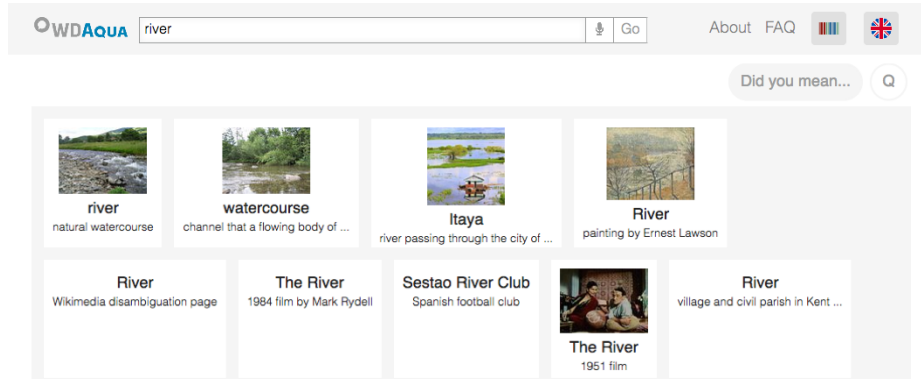 WDAQUA river Go About FAQ
Did you mean... Q
river
natural watercourse
watercourse
channel that a flowing body of ...
Itaya
river passing through the city of ...
River
painting by Ernest Lawson
River
Wikimedia disambiguation page
The River
1984 film by Mark Rydell
Sestao River Club
Spanish football club
The River
1951 film
River
village and civil parish in Kent ...